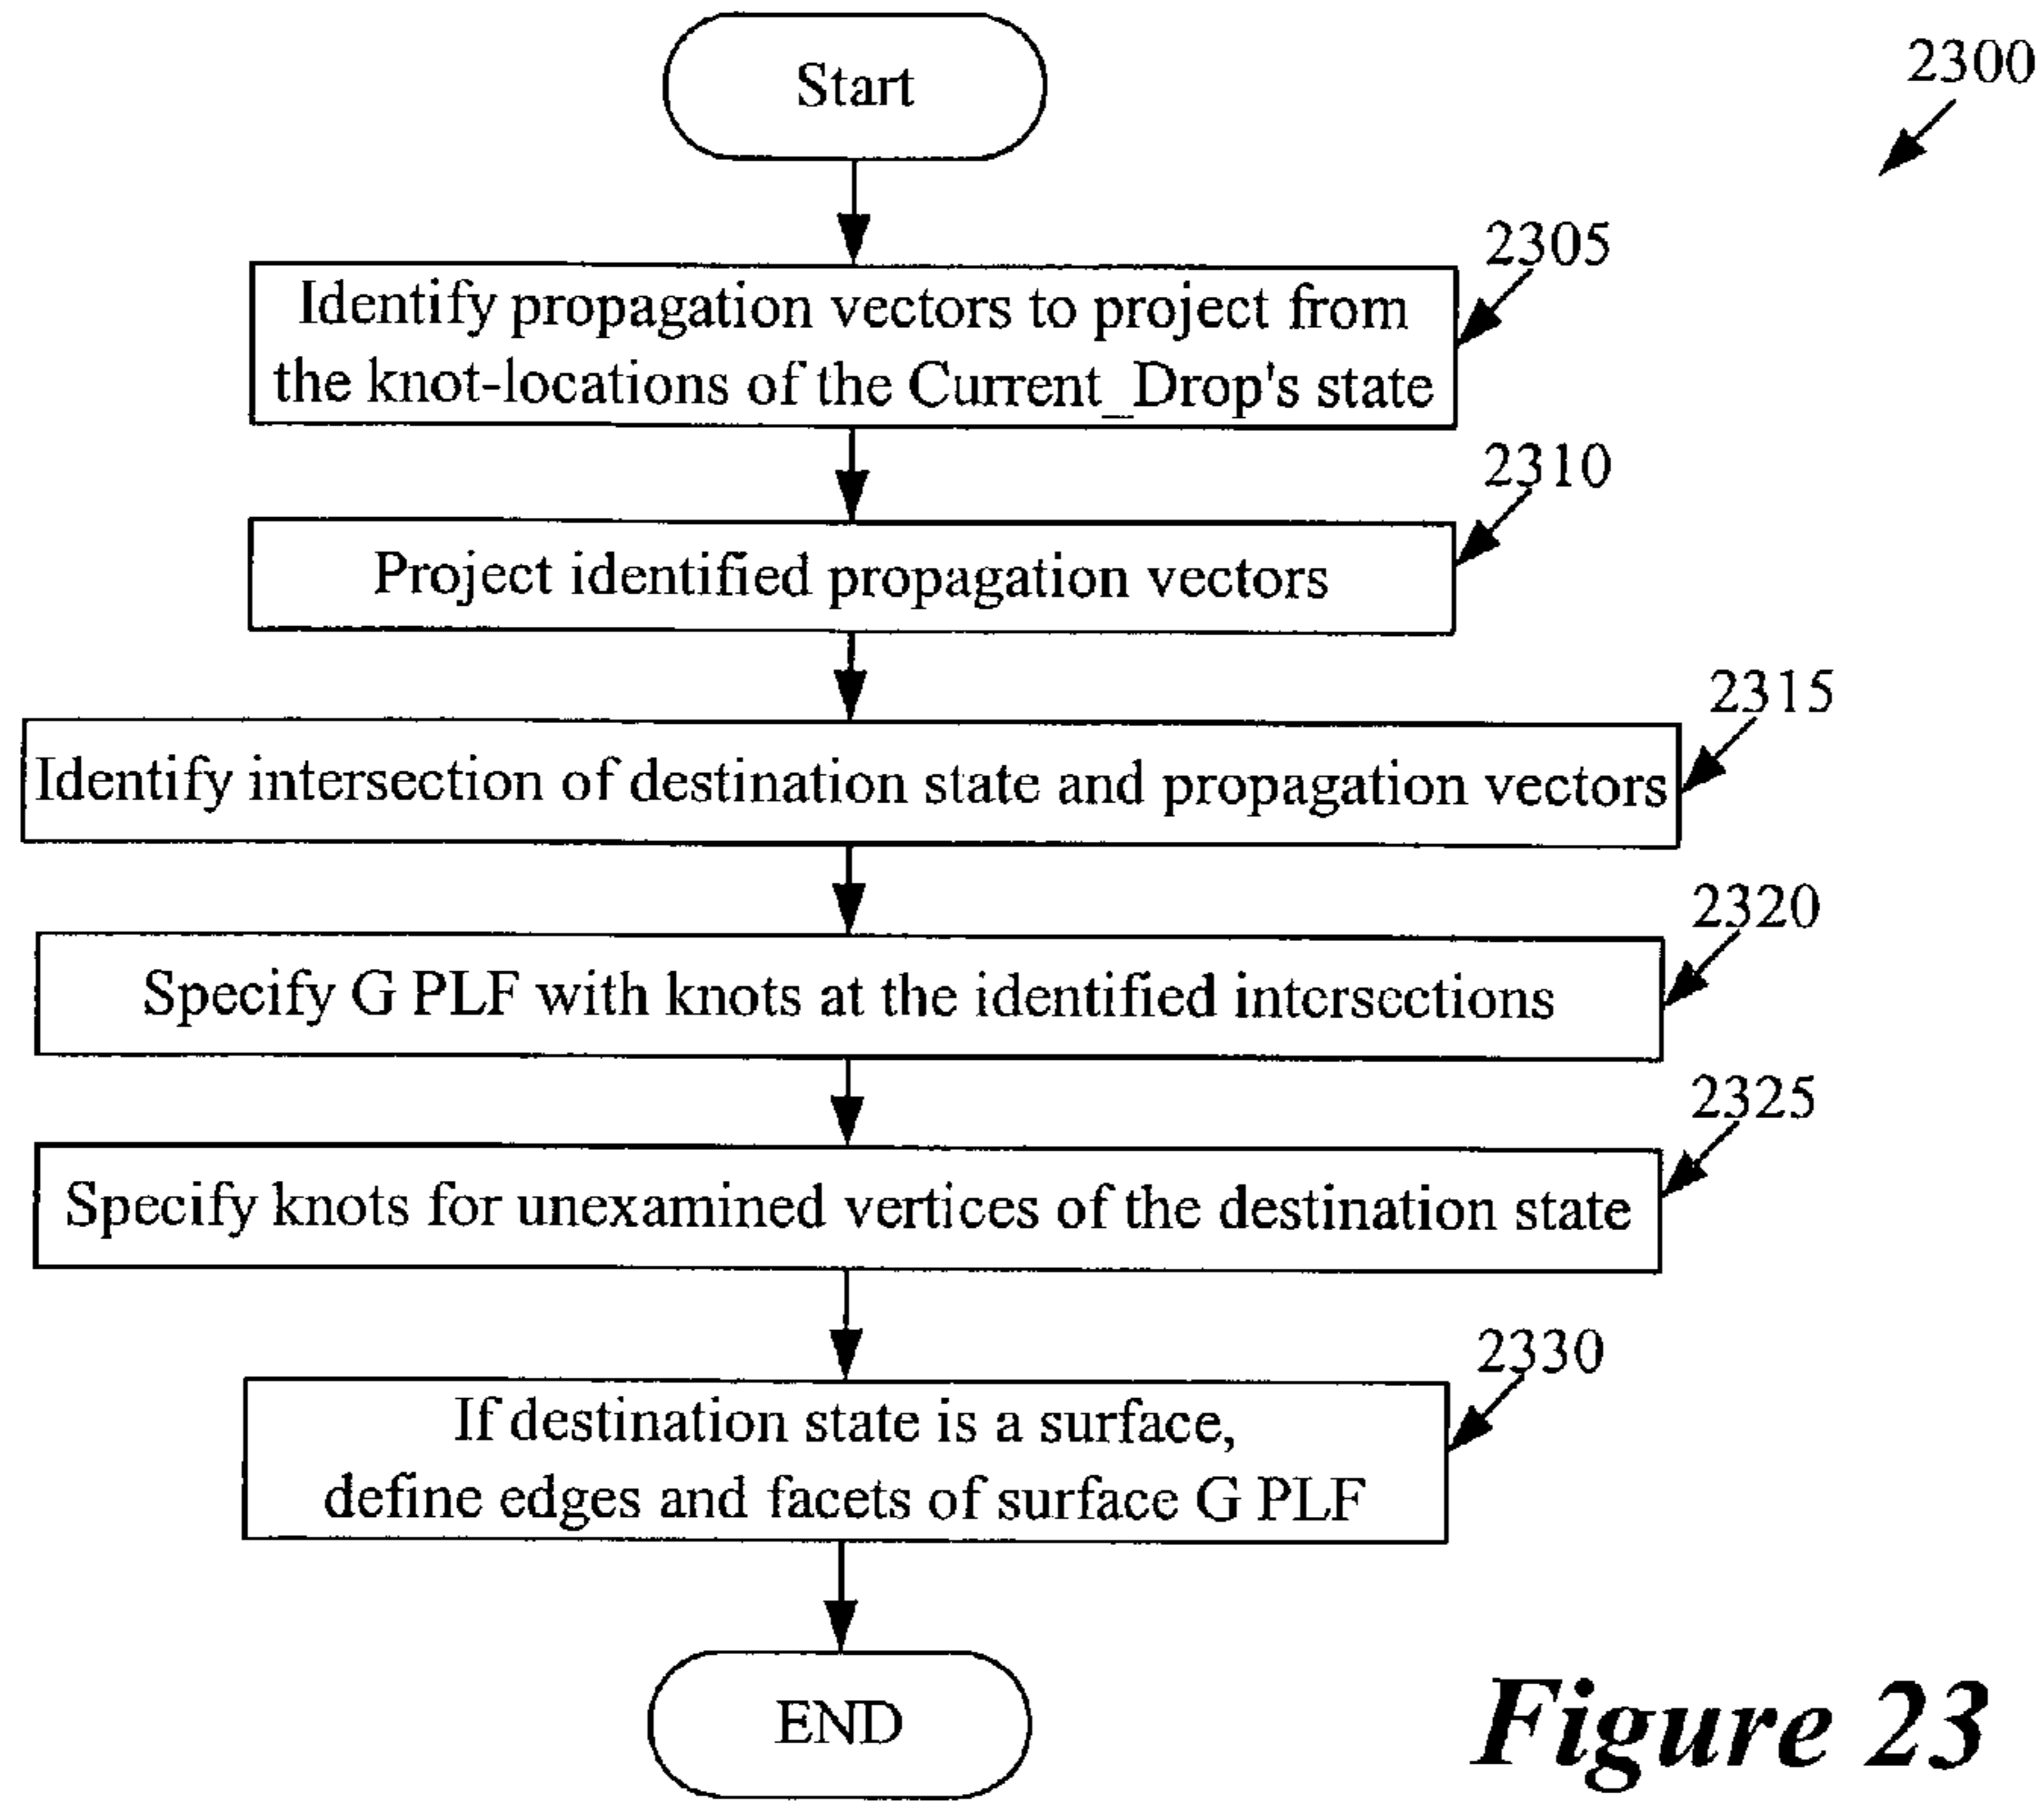 Start
2300
2305
Identify propagation vectors to project from
the knot-locations of the Current_Drop's state
2310
Project identified propagation vectors
2315
Identify intersection of destination state and propagation vectors
2320
Specify G PLF with knots at the identified intersections
2325
Specify knots for unexamined vertices of the destination state
2330
If destination state is a surface,
define edges and facets of surface G PLF
END
Figure 23